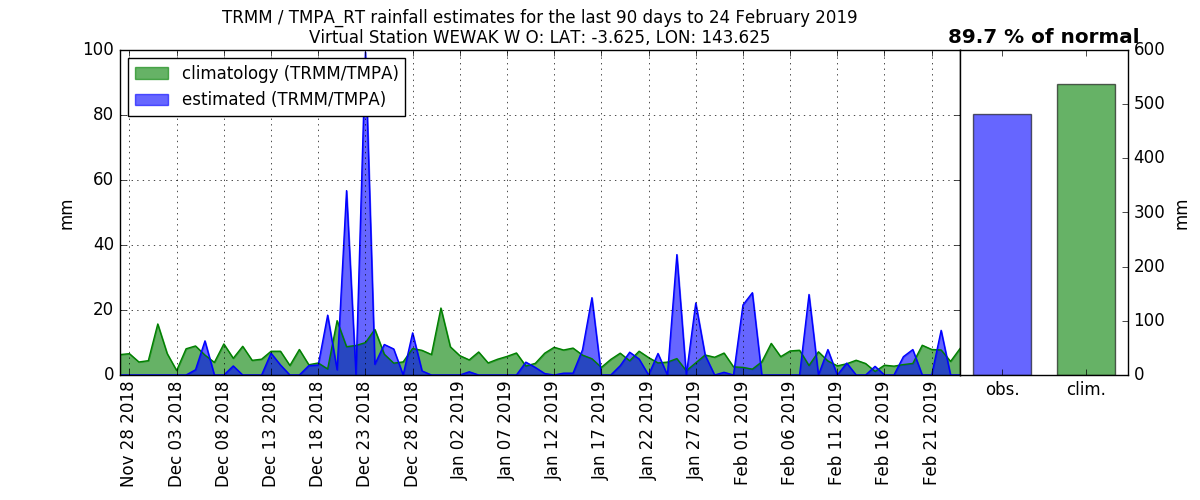 TRMM / TMPA_RT rainfall estimates for the last 90 days to 24 February 2019
Virtual Station WEWAK W O: LAT: -3.625, LON: 143.625
89.7 % of normal
climatology (TRMM/TMPA)
estimated (TRMM/TMPA)
100
80
60
40
20
0
mm
600
500
400
300
200
100
0
mm
obs.
clim.
Nov 28 2018
Dec 03 2018
Dec 08 2018
Dec 13 2018
Dec 18 2018
Dec 23 2018
Dec 28 2018
Jan 02 2019
Jan 07 2019
Jan 12 2019
Jan 17 2019
Jan 22 2019
Jan 27 2019
Feb 01 2019
Feb 06 2019
Feb 11 2019
Feb 16 2019
Feb 21 2019